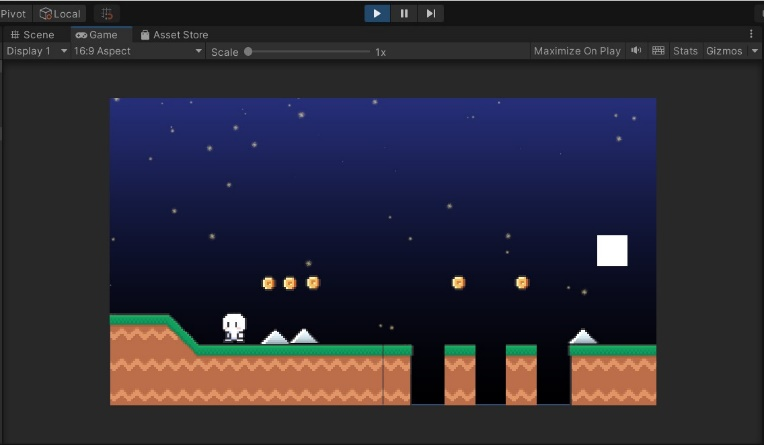 Pivot Local
Scene Game Asset Store
Display 1 16:9 Aspect Scale 1x Maximize On Play Stats Gizmos